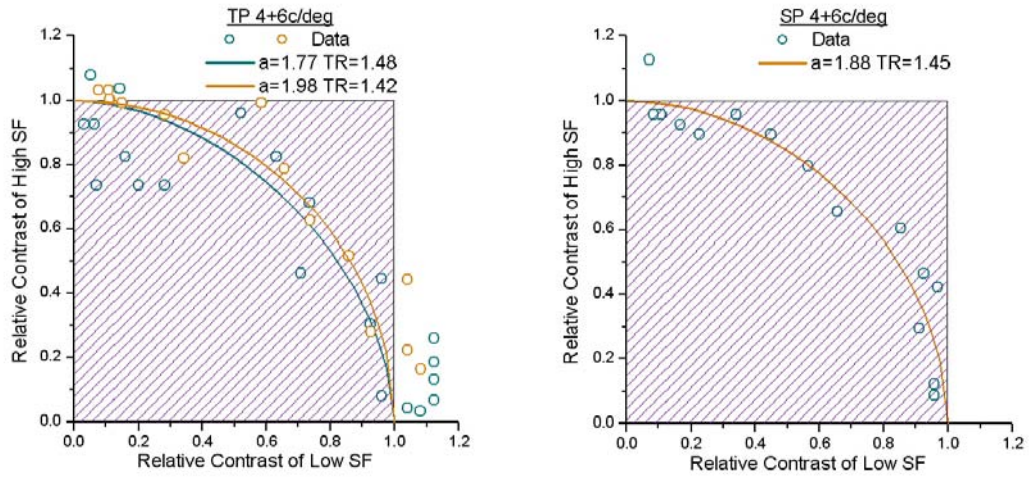 TP 4+6c/deg
Data
a=1.77 TR=1.48
a=1.98 TR=1.42
1.2
1.0
0.8
0.6
0.4
0.2
0.0
Relative Contrast of High SF
0.0 0.2 0.4 0.6 0.8 1.0 1.2
Relative Contrast of Low SF
SP 4+6c/deg
Data
a=1.88 TR=1.45
1.2
1.0
0.8
0.6
0.4
0.2
0.0
Relative Contrast of High SF
0.0 0.2 0.4 0.6 0.8 1.0 1.2
Relative Contrast of Low SF